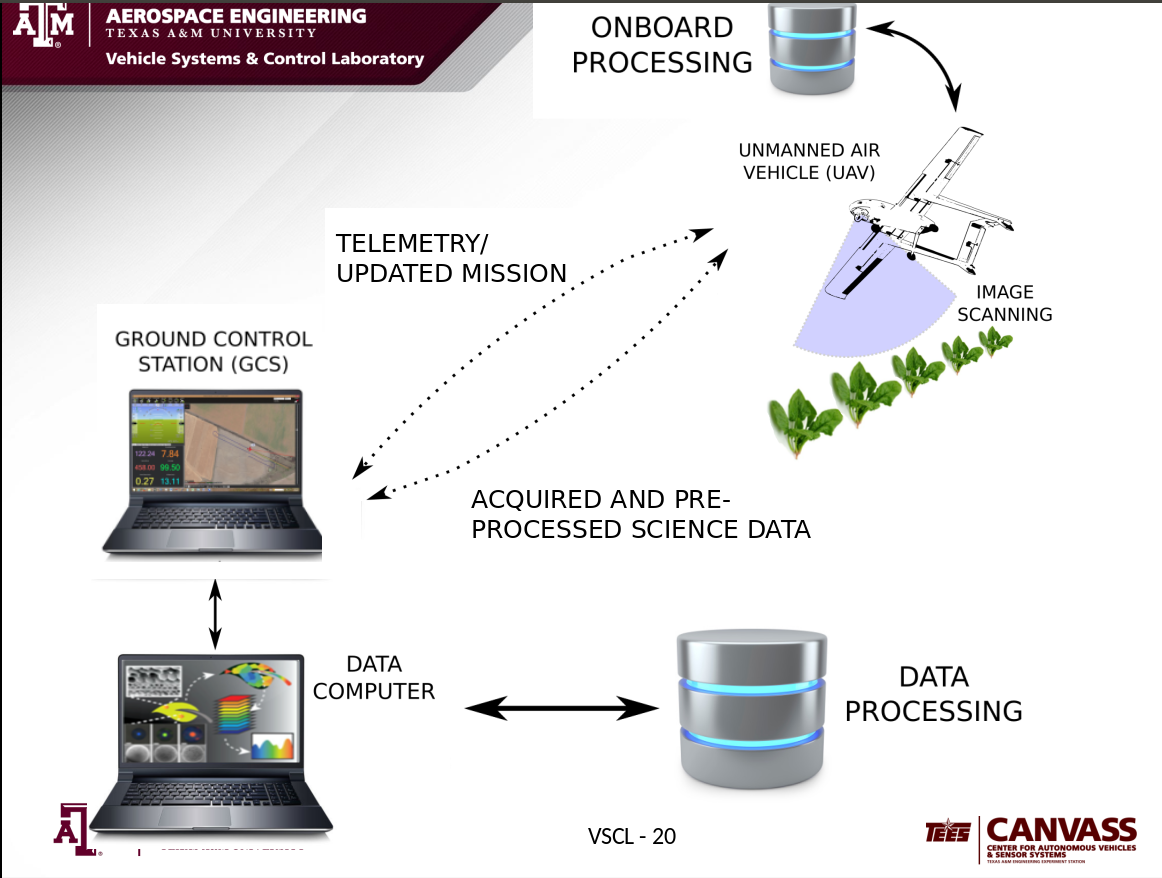 AEROSPACE ENGINEERING
TEXAS A&M UNIVERSITY
Vehicle Systems & Control Laboratory
ONBOARD
PROCESSING
UNMANNED AIR
VEHICLE (UAV)
TELEMETRY/
UPDATED MISSION
IMAGE
SCANNING
GROUND CONTROL
STATION (GCS)
122.24 7.84
458.00 99.50
0.27 13.11
ACQUIRED AND PRE-
PROCESSED SCIENCE DATA
DATA
COMPUTER
DATA
PROCESSING
VSCL - 20
TEES
CANVASS
CENTER FOR AUTONOMOUS VEHICLES
& SENSOR SYSTEMS
TEXAS A&M ENGINEERING EXPERIMENT STATION